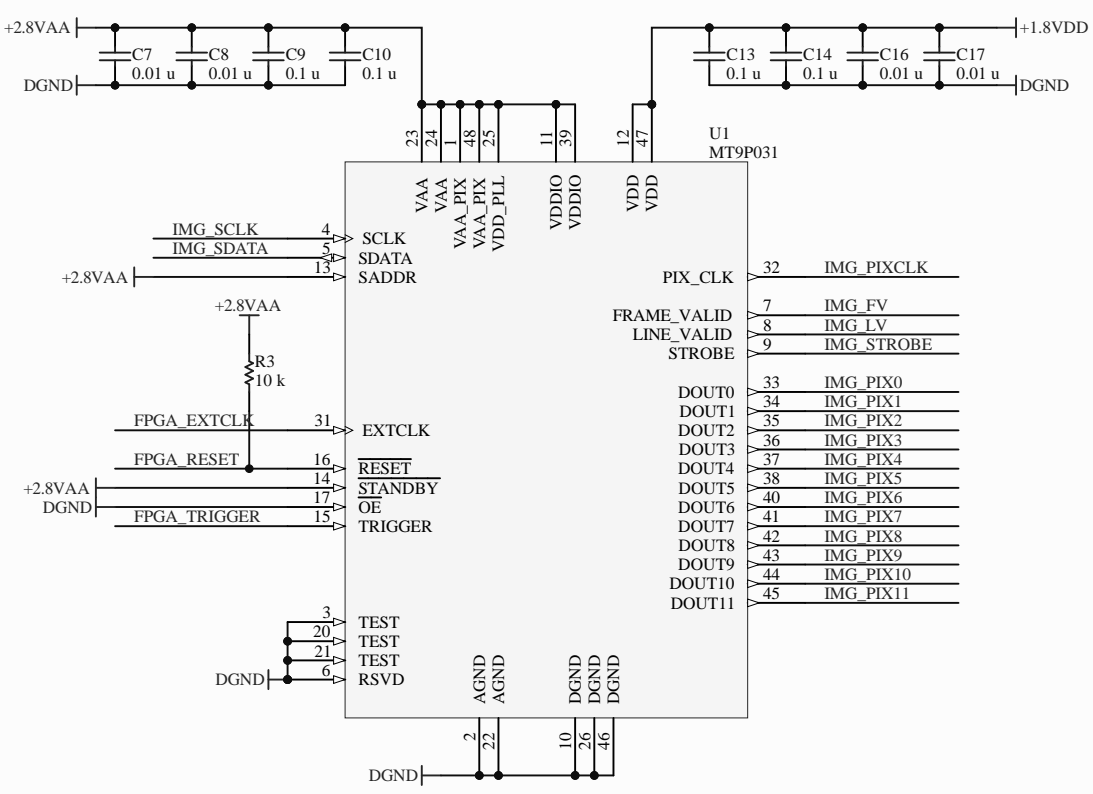 +2.8VAA
C7
0.01 u
C8
0.01 u
C9
0.1 u
C10
0.1 u
DGND
C13
0.1 u
C14
0.1 u
C16
0.01 u
C17
0.01 u
+1.8VDD
DGND
23
24
1
48
25
11
39
12
47
U1
MT9P031
VAA
VAA
VAA_PIX
VAA_PIX
VDD_PLL
VDDIO
VDDIO
VDD
VDD
IMG_SCLK 4 SCLK
IMG_SDATA 5 SDATA
+2.8VAA 13 SADDR
+2.8VAA
R3
10 k
FPGA_EXTCLK 31 EXTCLK
FPGA_RESET 16 RESET
+2.8VAA 14 STANDBY
DGND 17 OE
FPGA_TRIGGER 15 TRIGGER
3 TEST
20 TEST
21 TEST
DGND 6 RSVD
PIX_CLK 32 IMG_PIXCLK
FRAME_VALID 7 IMG_FV
LINE_VALID 8 IMG_LV
STROBE 9 IMG_STROBE
DOUT0 33 IMG_PIX0
DOUT1 34 IMG_PIX1
DOUT2 35 IMG_PIX2
DOUT3 36 IMG_PIX3
DOUT4 37 IMG_PIX4
DOUT5 38 IMG_PIX5
DOUT6 40 IMG_PIX6
DOUT7 41 IMG_PIX7
DOUT8 42 IMG_PIX8
DOUT9 43 IMG_PIX9
DOUT10 44 IMG_PIX10
DOUT11 45 IMG_PIX11
AGND
AGND
DGND
DGND
DGND
2
22
10
26
46
DGND